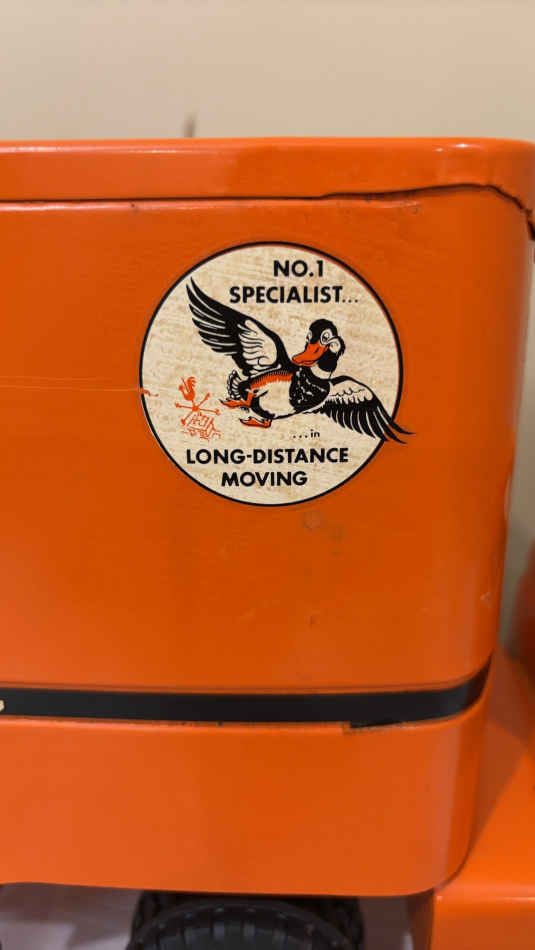 NO.1
SPECIALIST...
...in
LONG-DISTANCE
MOVING